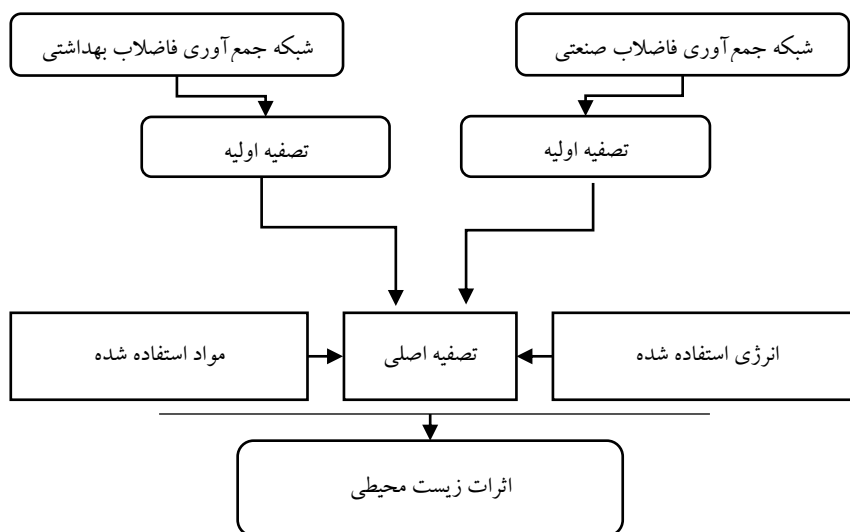 شبکه جمع‌آوری فاضلاب صنعتی
شبکه جمع‌آوری فاضلاب بهداشتی
تصفیه اولیه
تصفیه اولیه
انرژی استفاده شده
تصفیه اصلی
مواد استفاده شده
اثرات زیست محیطی